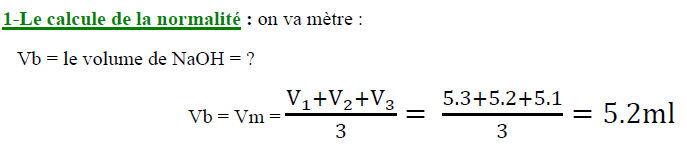 1-Le calcule de la normalité : on va mètre :
Vb = le volume de NaOH = ?
Vb = Vm = (V₁+V₂+V₃)/3 = (5.3+5.2+5.1)/3 = 5.2ml